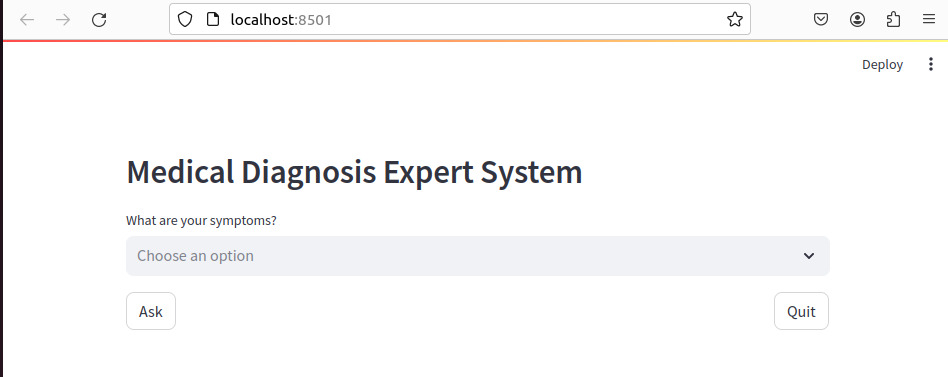 localhost:8501
Deploy
Medical Diagnosis Expert System
What are your symptoms?
Choose an option
Ask
Quit